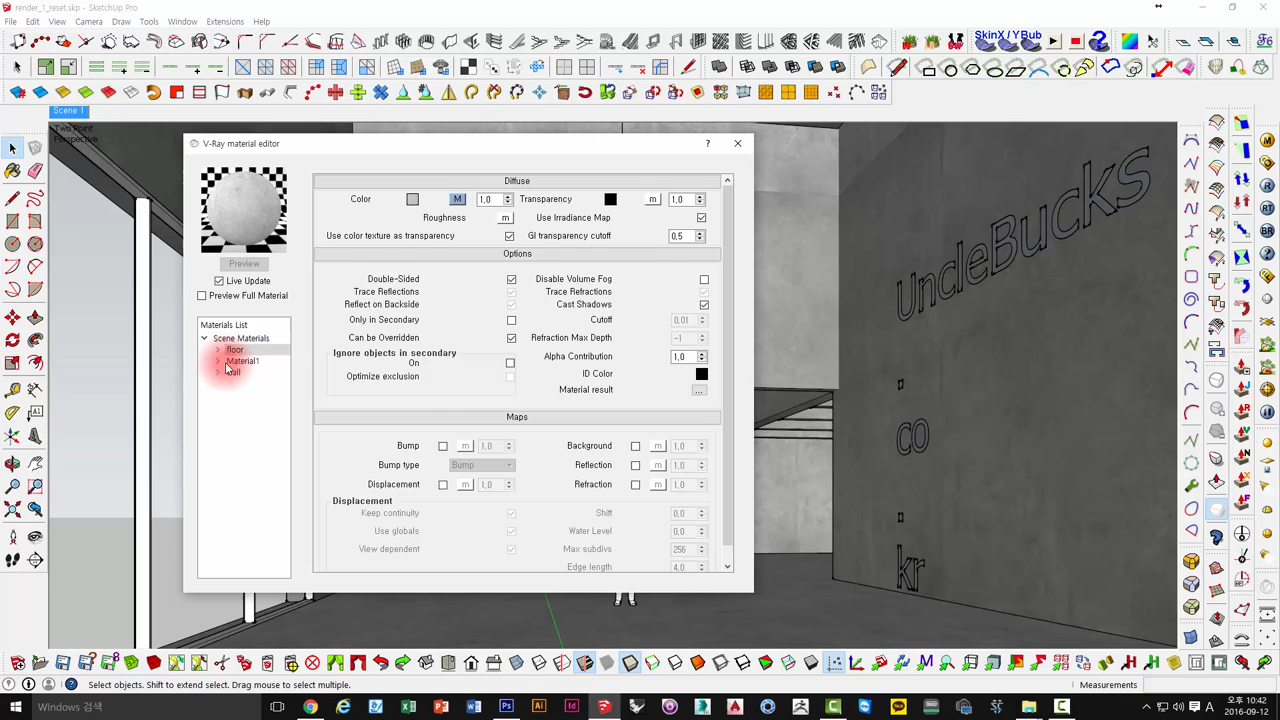 render_1_reset.skp - SketchUp Pro
File Edit View Camera Draw Tools Window Extensions Help
SkinX / YBub
Scene 1
Two Point
Perspective
V-Ray material editor
Diffuse
Color M 1,0 Transparency m 1,0
Roughness m Use Irradiance Map
Use color texture as transparency GI transparency cutoff 0,5
Preview
Options
Live Update
Preview Full Material
Double-Sided Disable Volume Fog
Trace Reflections Trace Refractions
Reflect on Backside Cast Shadows
Only in Secondary Cutoff 0,01
Can be Overridden Refraction Max Depth -1
Ignore objects in secondary
On Alpha Contribution 1,0
Optimize exclusion ID Color
Material result ...
Materials List
Scene Materials
floor
Material1
Maps
Bump m 1,0 Background m 1,0
Bump type Bump Reflection m 1,0
Displacement m 1,0 Refraction m 1,0
Displacement
Keep continuity Shift 0,0
Use globals Water Level 0,0
View dependent Max subdivs 256
Edge length 4,0
UncleBucks
.
co
.
kr
Select objects. Shift to extend select. Drag mouse to select multiple.
Measurements
Windows 검색
오후 10:42
2016-09-12